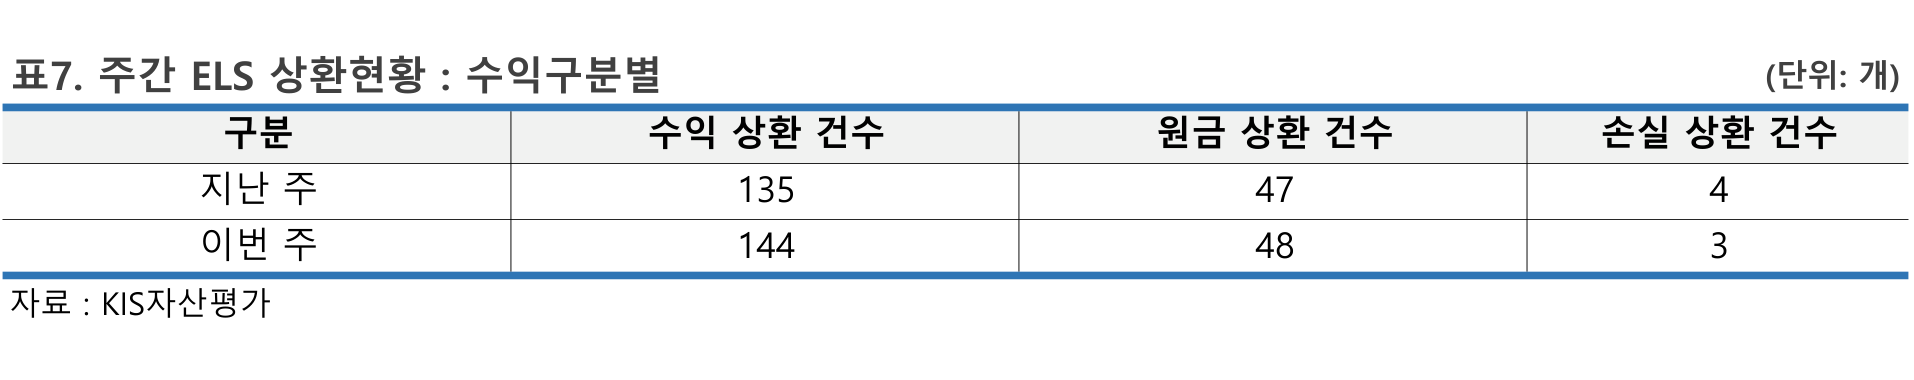 표7. 주간 ELS 상환현황 : 수익구분별 (단위: 개)
구분 수익 상환 건수 원금 상환 건수 손실 상환 건수
지난 주 135 47 4
이번 주 144 48 3
자료 : KIS자산평가